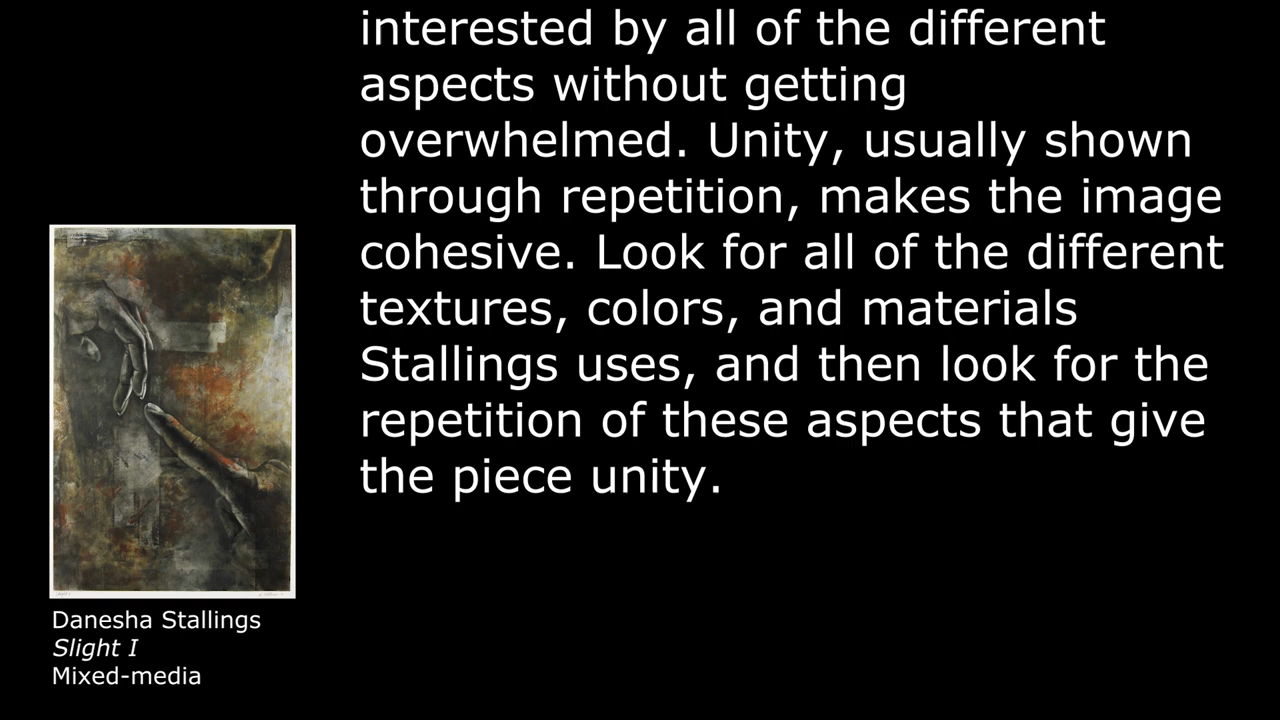 interested by all of the different
aspects without getting
overwhelmed. Unity, usually shown
through repetition, makes the image
cohesive. Look for all of the different
textures, colors, and materials
Stallings uses, and then look for the
repetition of these aspects that give
the piece unity.
Danesha Stallings
Slight I
Mixed-media